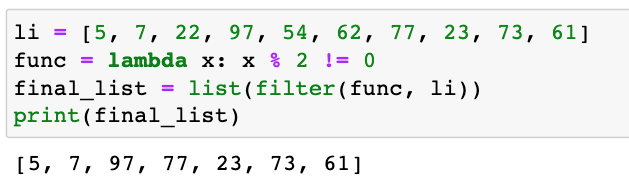 li = [5, 7, 22, 97, 54, 62, 77, 23, 73, 61]
func = lambda x: x % 2 != 0
final_list = list(filter(func, li))
print(final_list)
[5, 7, 97, 77, 23, 73, 61]